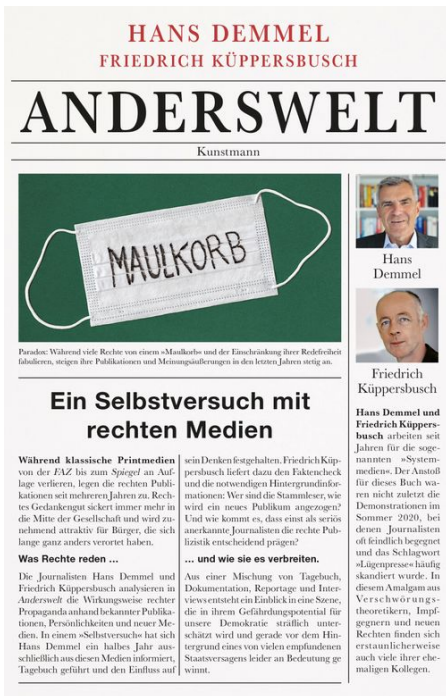 HANS DEMMEL
FRIEDRICH KÜPPERSBUSCH
ANDERSWELT
Kunstmann
MAULKORB
Paradox: Während viele Rechte von einem »Maulkorb« und der Einschränkung ihrer Redefreiheit
fabulieren, steigen ihre Publikationen und Meinungsäußerungen in den letzten Jahren stetig an.
Ein Selbstversuch mit
rechten Medien
Während klassische Printmedien
von der FAZ bis zum Spiegel an Auf-
lage verlieren, legen die rechten Publi-
kationen seit mehreren Jahren zu. Rech-
tes Gedankengut sickert immer mehr in
die Mitte der Gesellschaft und wird zu-
nehmend attraktiv für Bürger, die sich
lange ganz anders verortet haben.
Was Rechte reden ...
Die Journalisten Hans Demmel und
Friedrich Küppersbusch analysieren in
Anderswelt die Wirkungsweise rechter
Propaganda anhand bekannter Publika-
tionen, Persönlichkeiten und neuer Me-
dien. In einem »Selbstversuch« hat sich
Hans Demmel ein halbes Jahr aus-
schließlich aus diesen Medien informiert,
Tagebuch geführt und den Einfluss auf
sein Denken festgehalten. Friedrich Küp-
persbusch liefert dazu den Faktencheck
und die notwendigen Hintergrundinfor-
mationen: Wer sind die Stammleser, wie
wird ein neues Publikum angezogen?
Und wie kommt es, dass einst als seriös
anerkannte Journalisten die rechte Pub-
lizistik entscheidend prägen?
... und wie sie es verbreiten.
Aus einer Mischung von Tagebuch,
Dokumentation, Reportage und Inter-
views entsteht ein Einblick in eine Szene,
die in ihrem Gefährdungspotential für
unsere Demokratie sträflich unter-
schätzt wird und gerade vor dem Hin-
tergrund eines von vielen empfundenen
Staatsversagens leider an Bedeutung ge-
winnt.
Hans
Demmel
Friedrich
Küppersbusch
Hans Demmel und
Friedrich Küppers-
busch arbeiten seit
Jahren für die soge-
nannten »System-
medien«. Der Anstoß
für dieses Buch wa-
ren nicht zuletzt die
Demonstrationen im
Sommer 2020, bei
denen Journalisten
oft feindlich begegnet
und das Schlagwort
»Lügenpresse« häufig
skandiert wurde. In
diesem Amalgam aus
Verschwörungs-
theoretikern, Impf-
gegnern und neuen
Rechten finden sich
erstaunlicherweise
auch viele ihrer ehe-
maligen Kollegen.